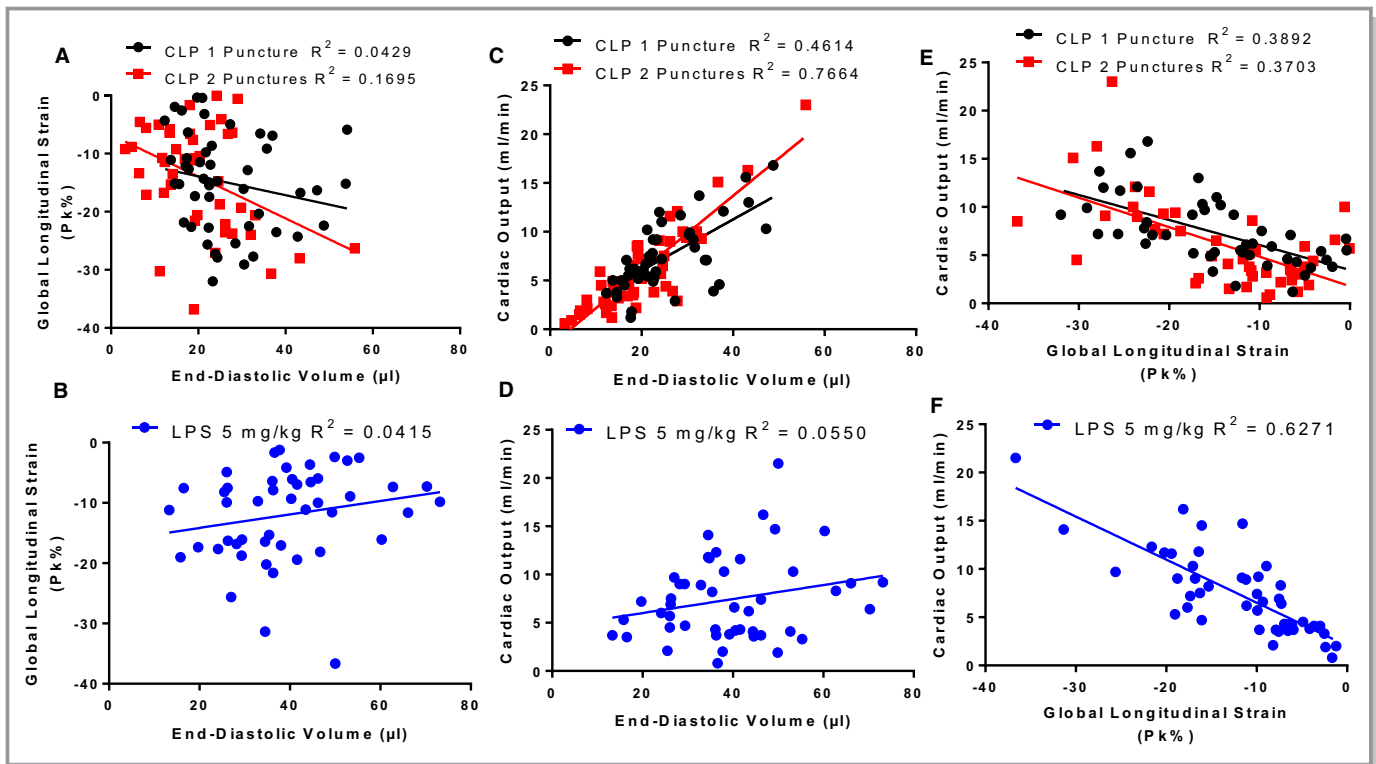 A
CLP 1 Puncture R² = 0.0429
CLP 2 Punctures R² = 0.1695
Global Longitudinal Strain
(Pk%)
0
-10
-20
-30
-40
0 20 40 60 80
End-Diastolic Volume (µl)
C
CLP 1 Puncture R² = 0.4614
CLP 2 Punctures R² = 0.7664
Cardiac Output (ml/min)
25
20
15
10
5
0
0 20 40 60 80
End-Diastolic Volume (µl)
E
CLP 1 Puncture R² = 0.3892
CLP 2 Punctures R² = 0.3703
Cardiac Output (ml/min)
25
20
15
10
5
0
-40 -30 -20 -10 0
Global Longitudinal Strain
(Pk%)
B
LPS 5 mg/kg R² = 0.0415
Global Longitudinal Strain
(Pk%)
0
-10
-20
-30
-40
0 20 40 60 80
End-Diastolic Volume (µl)
D
LPS 5 mg/kg R² = 0.0550
Cardiac Output (ml/min)
25
20
15
10
5
0
0 20 40 60 80
End-Diastolic Volume (µl)
F
LPS 5 mg/kg R² = 0.6271
Cardiac Output (ml/min)
25
20
15
10
5
0
-40 -30 -20 -10 0
Global Longitudinal Strain
(Pk%)